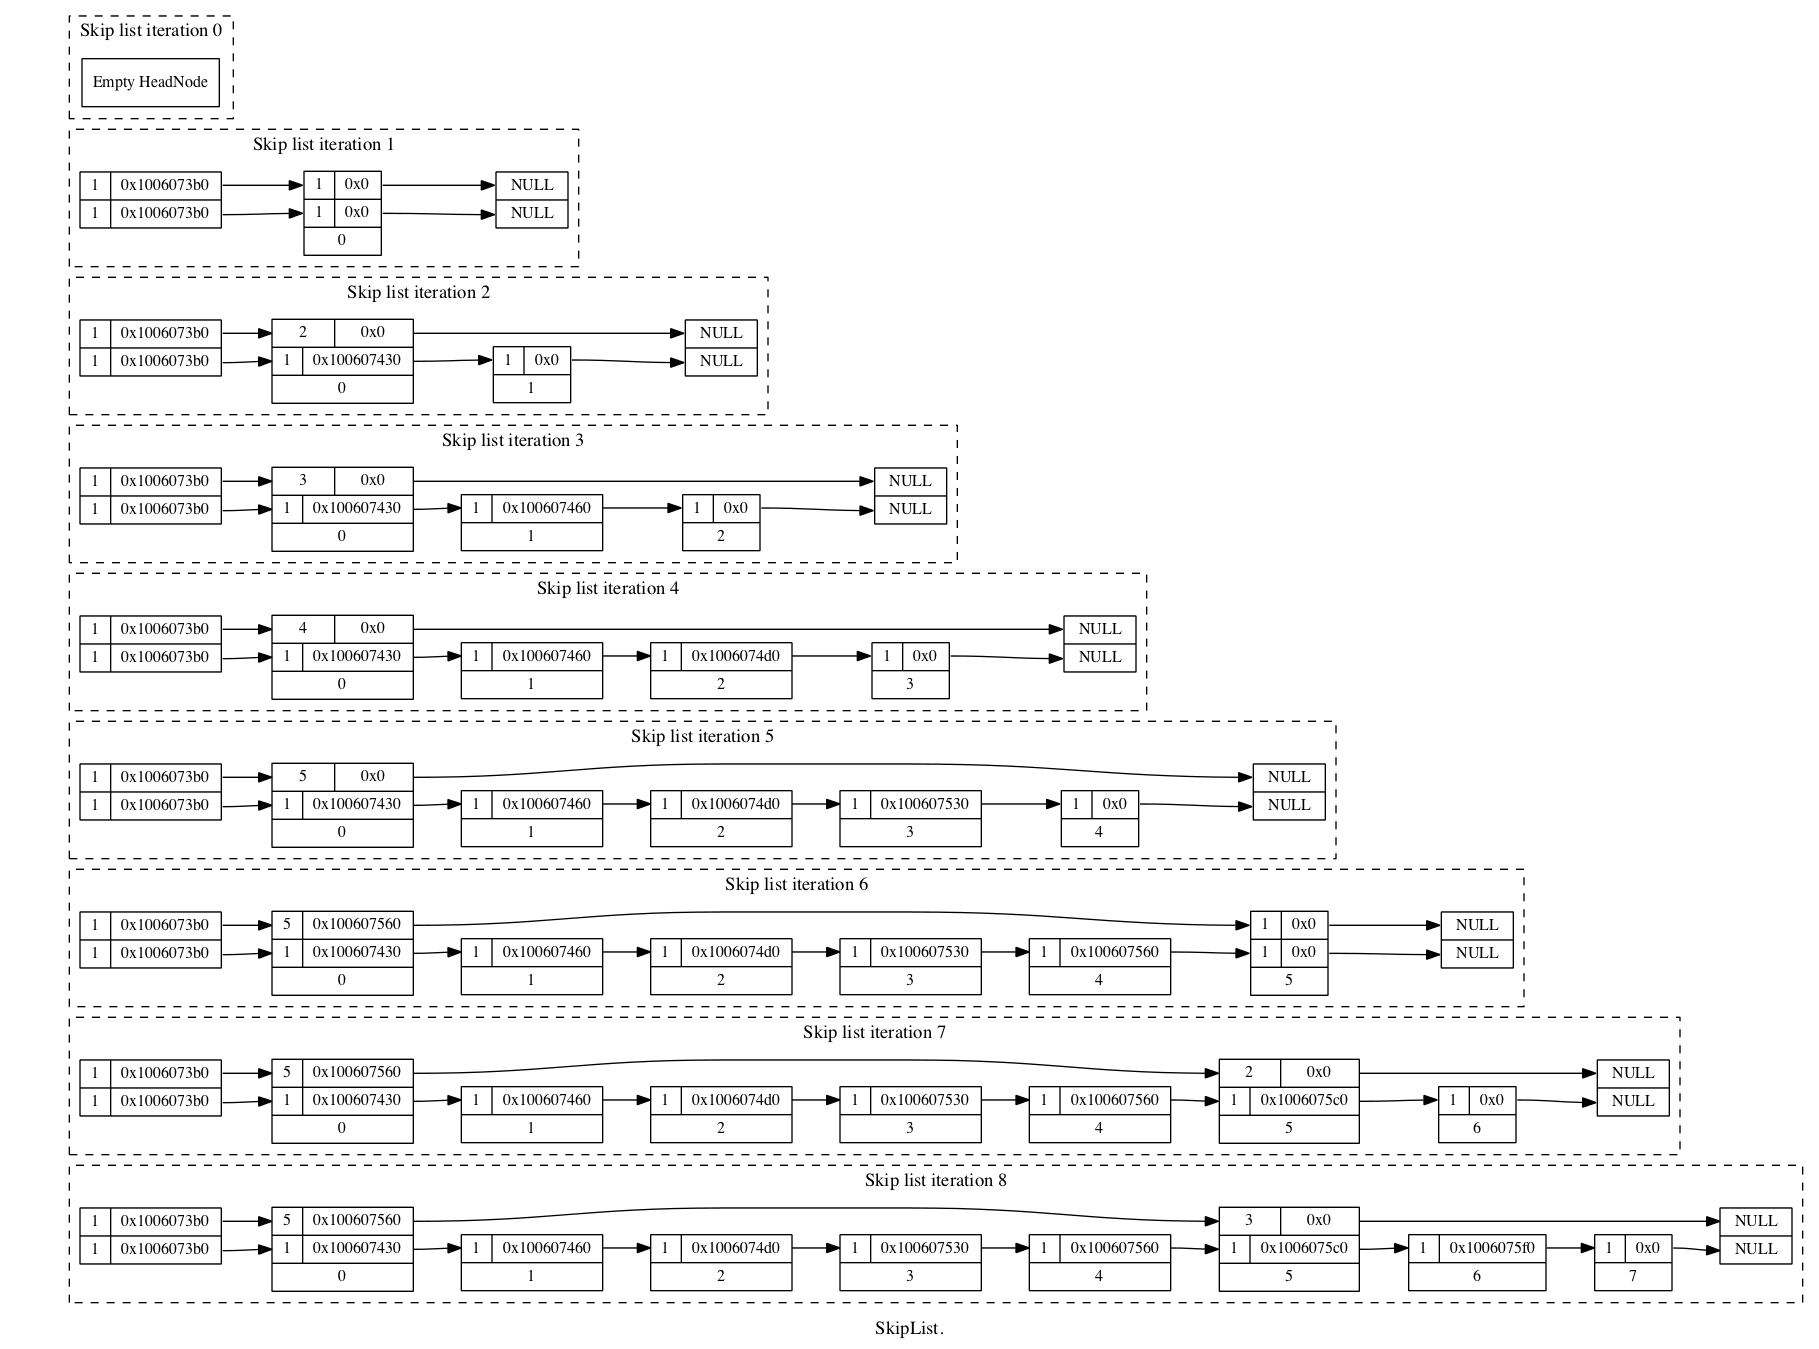 Skip list iteration 0
Empty HeadNode
Skip list iteration 1
1 0x1006073b0 1 0x0 NULL
1 0x1006073b0 1 0x0 NULL
0
Skip list iteration 2
1 0x1006073b0 2 0x0 NULL
1 0x1006073b0 1 0x100607430 1 0x0 NULL
0 1
Skip list iteration 3
1 0x1006073b0 3 0x0 NULL
1 0x1006073b0 1 0x100607430 1 0x100607460 1 0x0 NULL
0 1 2
Skip list iteration 4
1 0x1006073b0 4 0x0 NULL
1 0x1006073b0 1 0x100607430 1 0x100607460 1 0x1006074d0 1 0x0 NULL
0 1 2 3
Skip list iteration 5
1 0x1006073b0 5 0x0 NULL
1 0x1006073b0 1 0x100607430 1 0x100607460 1 0x1006074d0 1 0x100607530 1 0x0 NULL
0 1 2 3 4
Skip list iteration 6
1 0x1006073b0 5 0x100607560 1 0x0 NULL
1 0x1006073b0 1 0x100607430 1 0x100607460 1 0x1006074d0 1 0x100607530 1 0x100607560 1 0x0 NULL
0 1 2 3 4 5
Skip list iteration 7
1 0x1006073b0 5 0x100607560 2 0x0 NULL
1 0x1006073b0 1 0x100607430 1 0x100607460 1 0x1006074d0 1 0x100607530 1 0x100607560 1 0x1006075c0 1 0x0 NULL
0 1 2 3 4 5 6
Skip list iteration 8
1 0x1006073b0 5 0x100607560 3 0x0 NULL
1 0x1006073b0 1 0x100607430 1 0x100607460 1 0x1006074d0 1 0x100607530 1 0x100607560 1 0x1006075c0 1 0x1006075f0 1 0x0 NULL
0 1 2 3 4 5 6 7
SkipList.